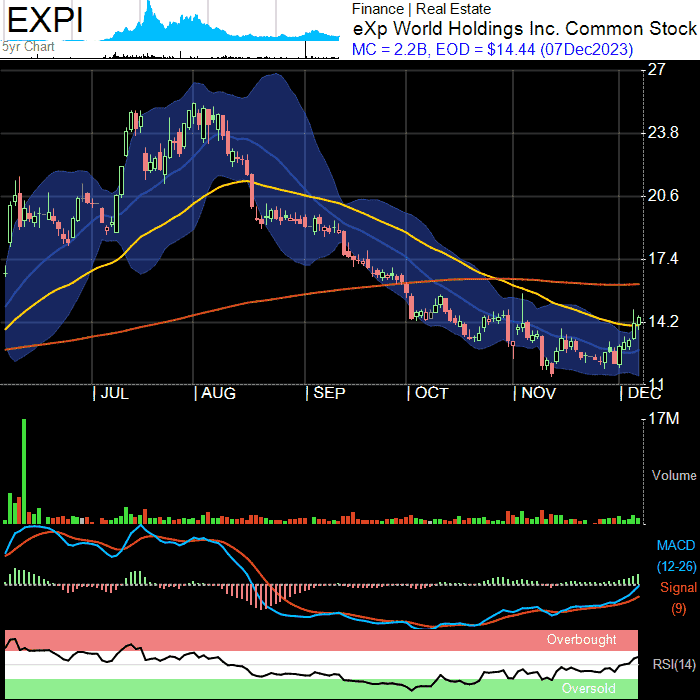 EXPI
5yr Chart
Finance | Real Estate
eXp World Holdings Inc. Common Stock
MC = 2.2B, EOD = $14.44 (07Dec2023)
27
23.8
20.6
17.4
14.2
11
| JUL | AUG | SEP | OCT | NOV | DEC
17M
Volume
MACD
(12-26)
Signal
(9)
Overbought
RSI(14)
Oversold